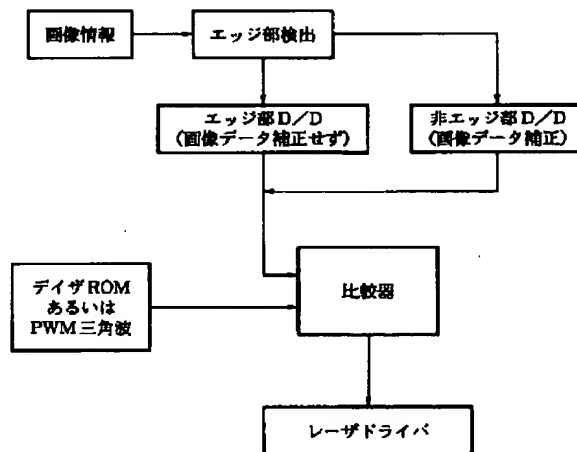 画像情報
エッジ部検出
エッジ部D/D
(画像データ補正せず)
非エッジ部D/D
(画像データ補正)
デイザROM
あるいは
PWM三角波
比較器
レーザドライバ